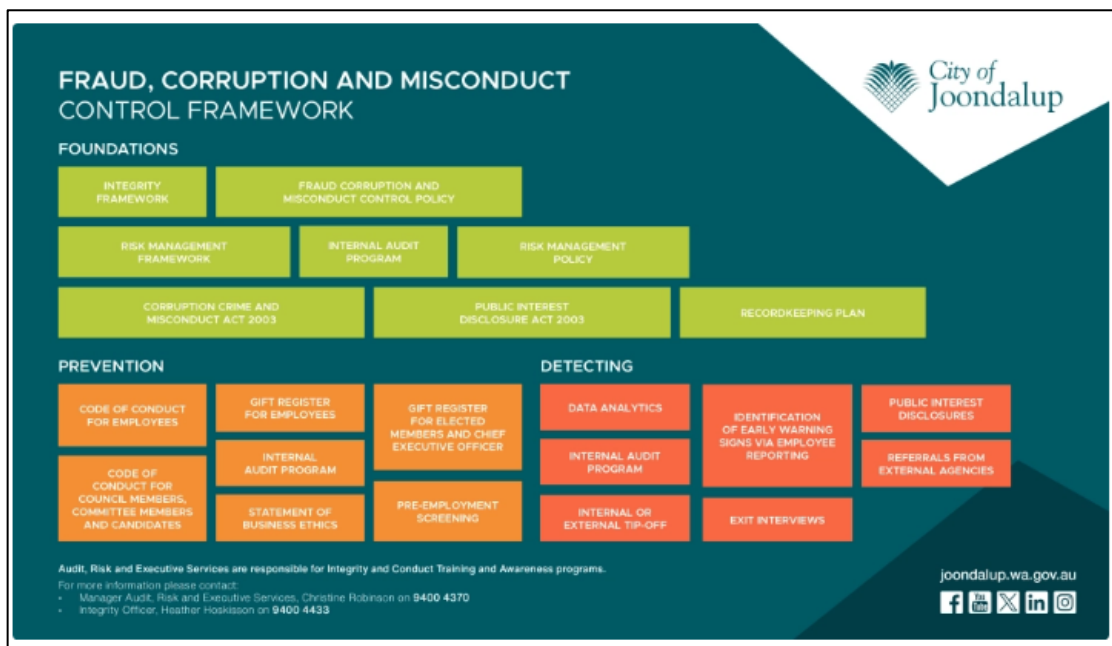 FRAUD, CORRUPTION AND MISCONDUCT
CONTROL FRAMEWORK
City of
Joondalup
FOUNDATIONS
INTEGRITY
FRAMEWORK
FRAUD CORRUPTION AND
MISCONDUCT CONTROL POLICY
RISK MANAGEMENT
FRAMEWORK
INTERNAL AUDIT
PROGRAM
RISK MANAGEMENT
POLICY
CORRUPTION CRIME AND
MISCONDUCT ACT 2003
PUBLIC INTEREST
DISCLOSURE ACT 2003
RECORDKEEPING PLAN
PREVENTION
CODE OF CONDUCT
FOR EMPLOYEES
CODE OF
CONDUCT FOR
COUNCIL MEMBERS,
COMMITTEE MEMBERS
AND CANDIDATES
GIFT REGISTER
FOR EMPLOYEES
INTERNAL
AUDIT PROGRAM
STATEMENT OF
BUSINESS ETHICS
GIFT REGISTER
FOR ELECTED
MEMBERS AND CHIEF
EXECUTIVE OFFICER
PRE-EMPLOYMENT
SCREENING
DETECTING
DATA ANALYTICS
INTERNAL AUDIT
PROGRAM
INTERNAL OR
EXTERNAL TIP-OFF
IDENTIFICATION
OF EARLY WARNING
SIGNS VIA EMPLOYEE
REPORTING
EXIT INTERVIEWS
PUBLIC INTEREST
DISCLOSURES
REFERRALS FROM
EXTERNAL AGENCIES
Audit, Risk and Executive Services are responsible for Integrity and Conduct Training and Awareness programs.
For more information please contact:
• Manager Audit, Risk and Executive Services, Christine Robinson on 9400 4370
• Integrity Officer, Heather Hoskisson on 9400 4433
joondalup.wa.gov.au